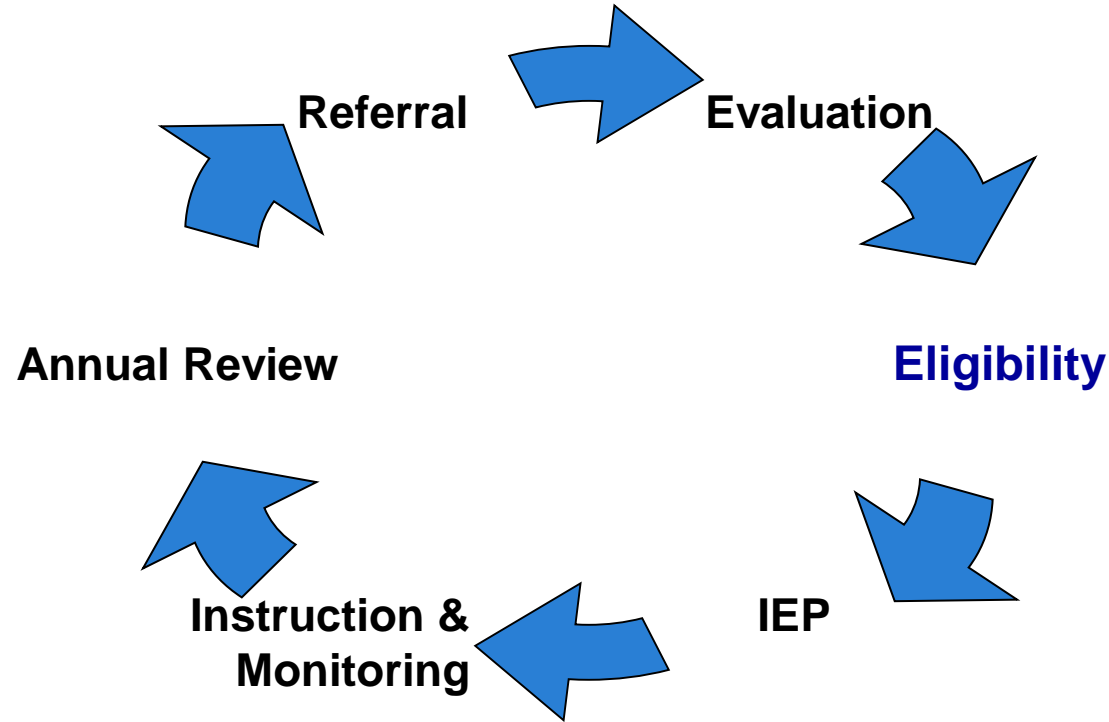 Referral
Evaluation
Eligibility
IEP
Instruction &
Monitoring
Annual Review